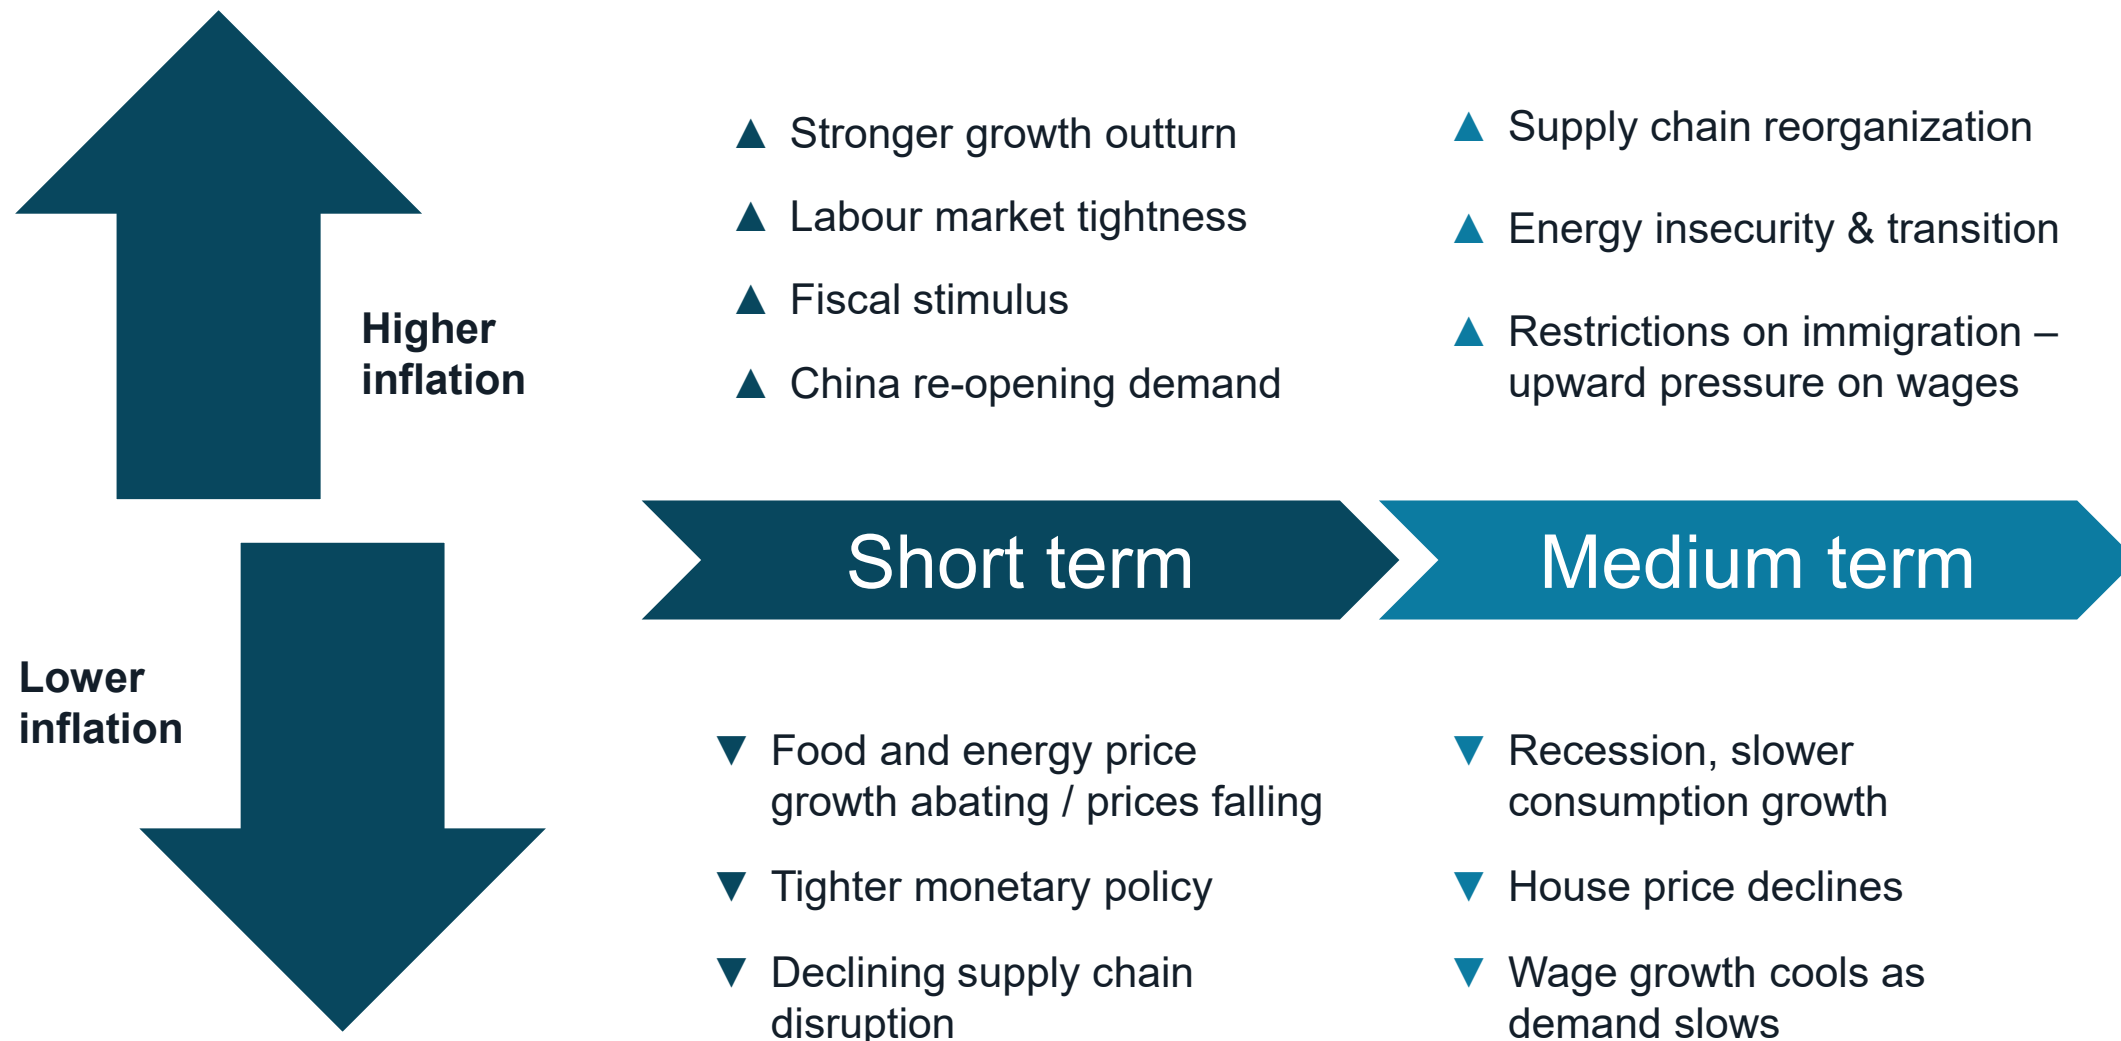 Higher
inflation
▲ Stronger growth outturn
▲ Labour market tightness
▲ Fiscal stimulus
▲ China re-opening demand
▲ Supply chain reorganization
▲ Energy insecurity & transition
▲ Restrictions on immigration –
upward pressure on wages
Short term
Medium term
Lower
inflation
▼ Food and energy price
growth abating / prices falling
▼ Tighter monetary policy
▼ Declining supply chain
disruption
▼ Recession, slower
consumption growth
▼ House price declines
▼ Wage growth cools as
demand slows